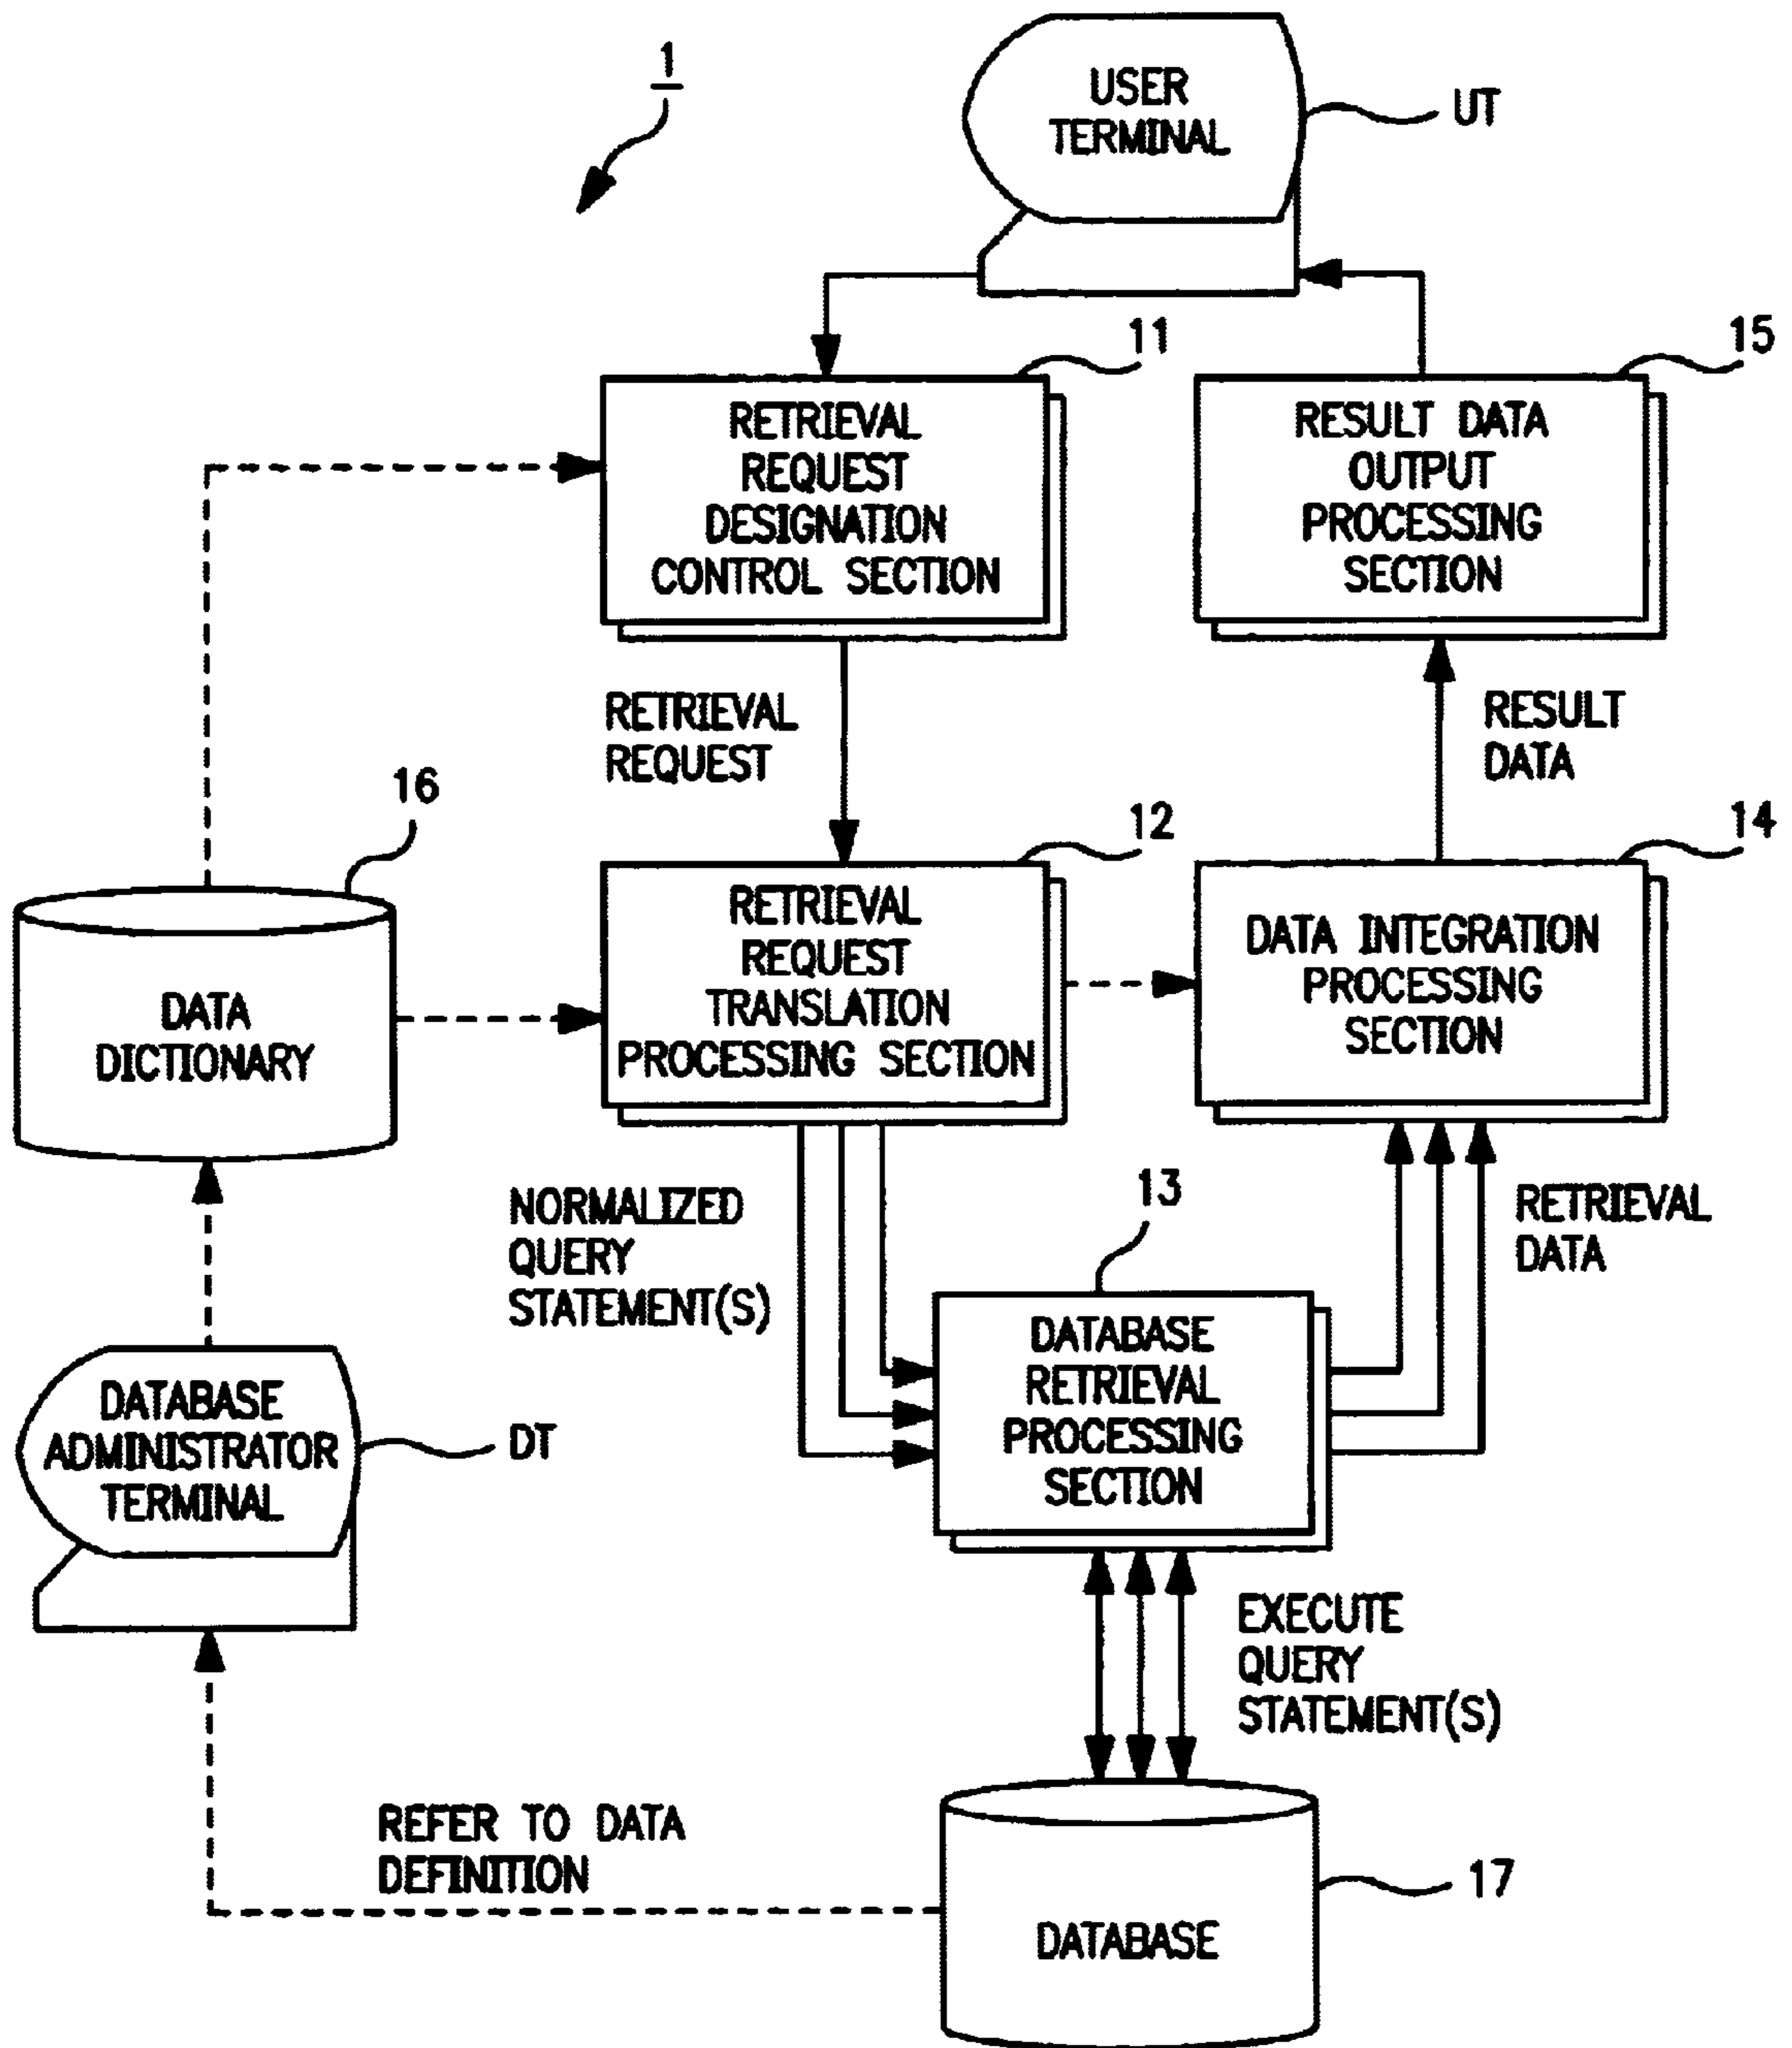 1
USER
TERMINAL
UT
11
15
RETRIEVAL
REQUEST
DESIGNATION
CONTROL SECTION
RESULT DATA
OUTPUT
PROCESSING
SECTION
RETRIEVAL
REQUEST
RESULT
DATA
16
12
14
DATA
DICTIONARY
RETRIEVAL
REQUEST
TRANSLATION
PROCESSING SECTION
DATA INTEGRATION
PROCESSING
SECTION
NORMALIZED
QUERY
STATEMENT(S)
13
RETRIEVAL
DATA
DATABASE
ADMINISTRATOR
TERMINAL
DT
DATABASE
RETRIEVAL
PROCESSING
SECTION
EXECUTE
QUERY
STATEMENT(S)
REFER TO DATA
DEFINITION
17
DATABASE